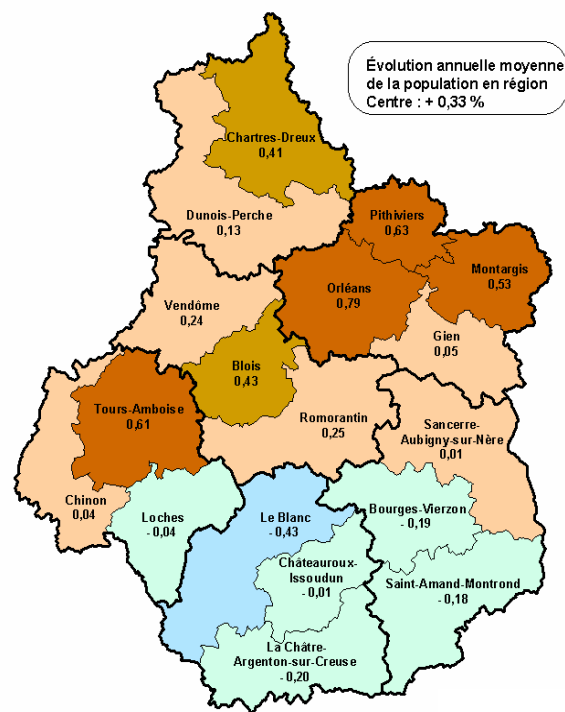 Évolution annuelle moyenne
de la population en région
Centre : + 0,33 %
Chartres-Dreux
0,41
Dunois-Perche
0,13
Pithiviers
0,63
Montargis
0,53
Orléans
0,79
Vendôme
0,24
Gien
0,05
Blois
0,43
Tours-Amboise
0,61
Romorantin
0,25
Sancerre-
Aubigny-sur-Nère
0,01
Chinon
0,04
Loches
- 0,04
Le Blanc
- 0,43
Bourges-Vierzon
- 0,19
Châteauroux-
Issoudun
- 0,01
Saint-Amand-Montrond
- 0,18
La Châtre-
Argenton-sur-Creuse
- 0,20